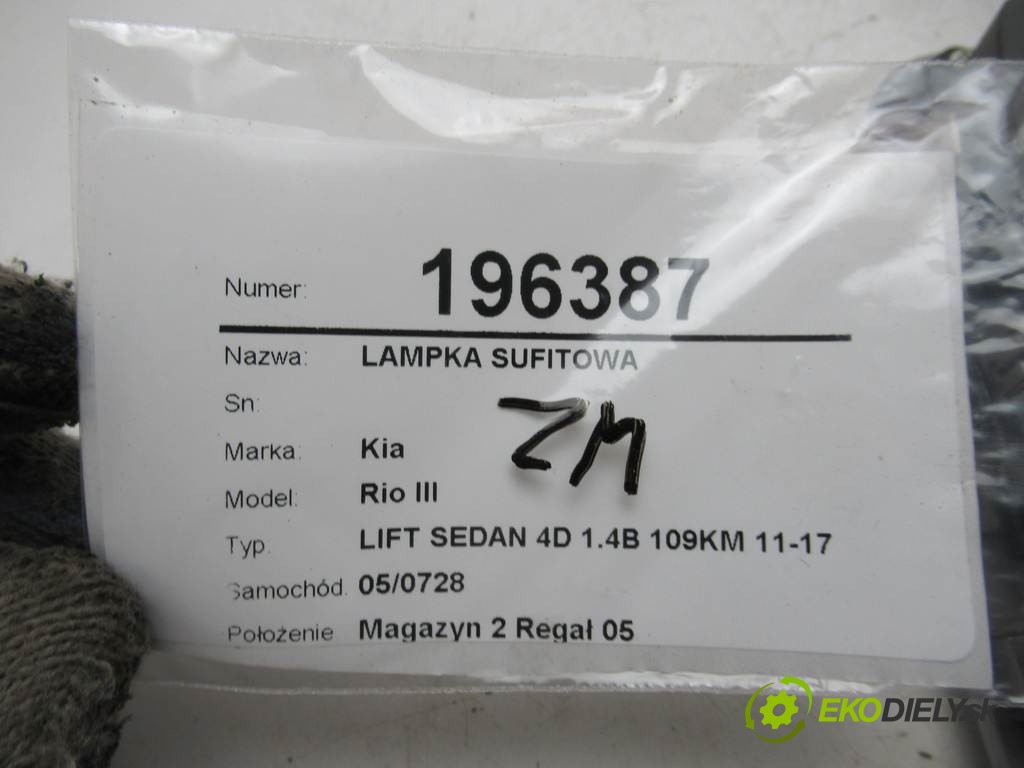 Numer: 196387
Nazwa: LAMPKA SUFITOWA
Sn:
ZM
Marka: Kia
Model: Rio III
Typ: LIFT SEDAN 4D 1.4B 109KM 11-17
Samochód. 05/0728
Położenie Magazyn 2 Regał 05
EKODIELY.sk